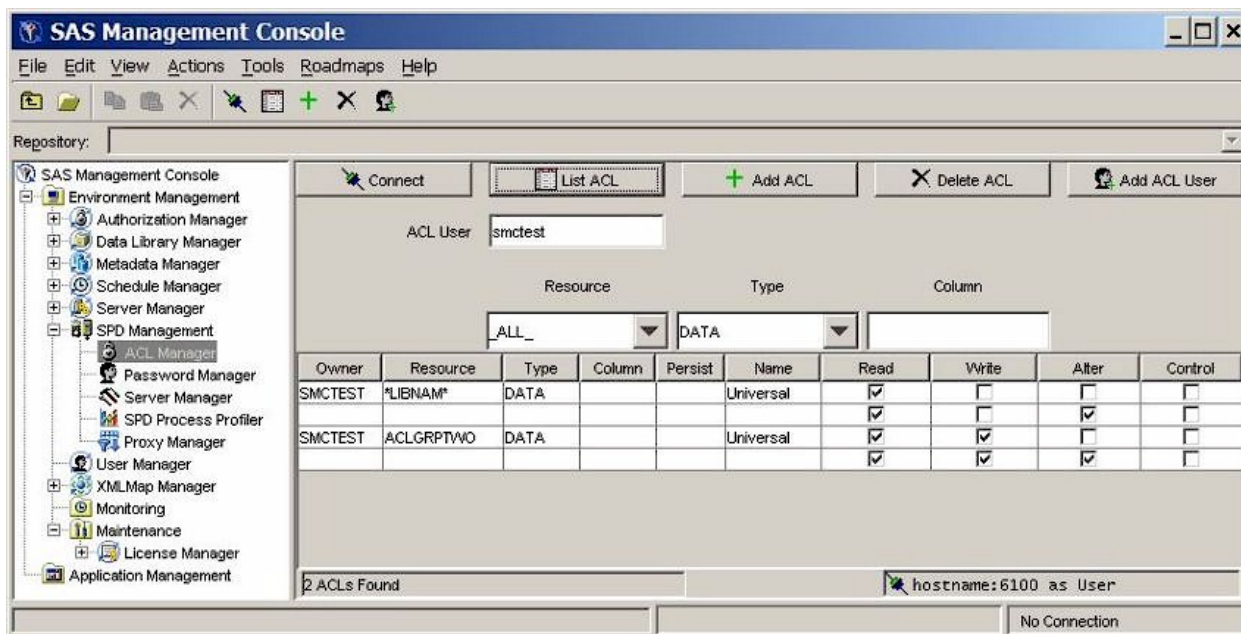 SAS Management Console
File Edit View Actions Tools Roadmaps Help
Repository:
SAS Management Console
Environment Management
Authorization Manager
Data Library Manager
Metadata Manager
Schedule Manager
Server Manager
SPD Management
ACL Manager
Password Manager
Server Manager
SPD Process Profiler
Proxy Manager
User Manager
XMLMap Manager
Monitoring
Maintenance
License Manager
Application Management
Connect List ACL Add ACL Delete ACL Add ACL User
ACL User smctest
Resource Type Column
_ALL_ DATA
Owner Resource Type Column Persist Name Read Write Alter Control
SMCTEST *LIBNAM* DATA Universal
SMCTEST ACLGRPTWO DATA Universal
2 ACLs Found
hostname:6100 as User
No Connection